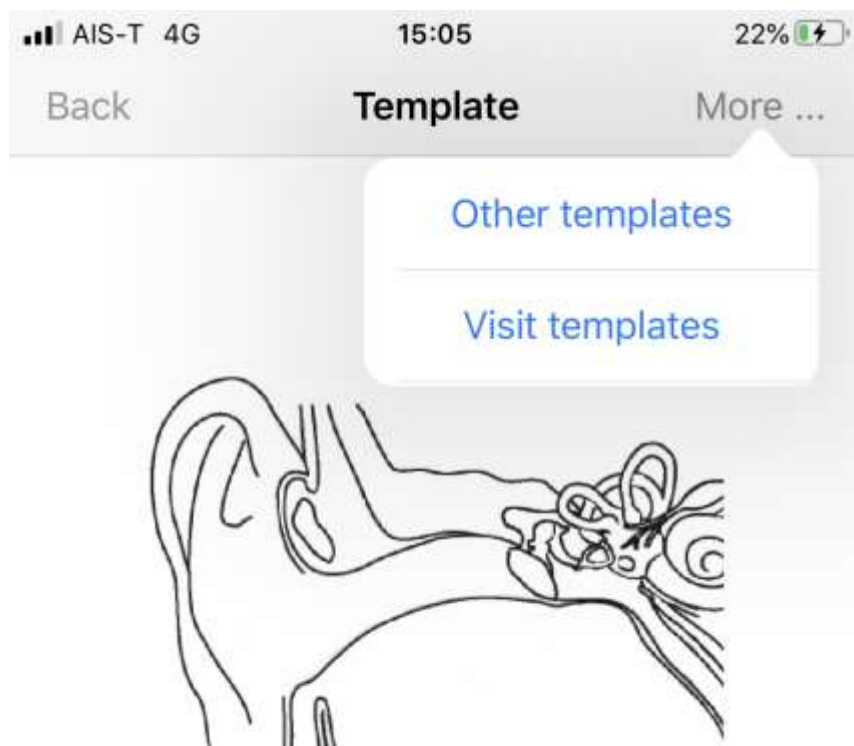 AIS-T 4G 15:05 22%
Back Template More ...
Other templates
Visit templates